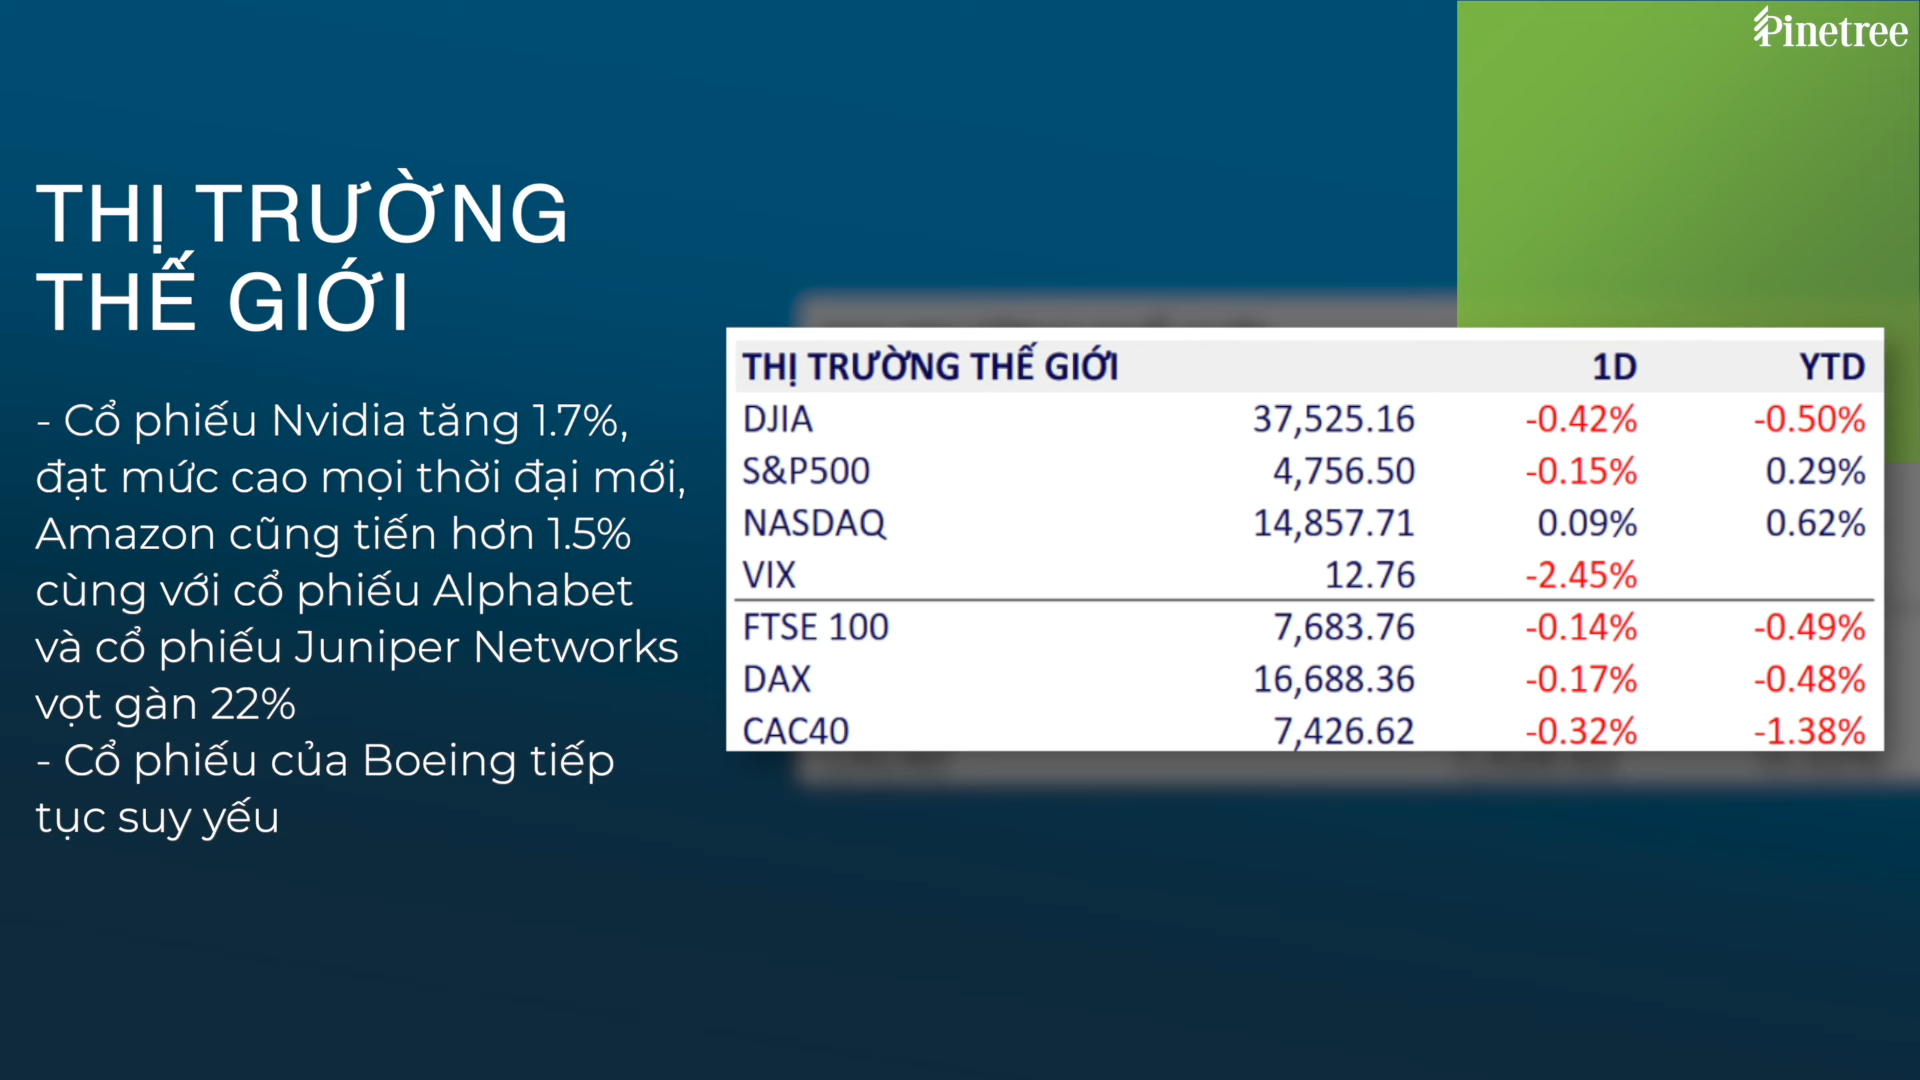 Pinetree
THỊ TRƯỜNG
THẾ GIỚI
- Cổ phiếu Nvidia tăng 1.7%,
đạt mức cao mọi thời đại mới,
Amazon cũng tiến hơn 1.5%
cùng với cổ phiếu Alphabet
và cổ phiếu Juniper Networks
vọt gần 22%
- Cổ phiếu của Boeing tiếp
tục suy yếu
THỊ TRƯỜNG THẾ GIỚI 1D YTD
DJIA 37,525.16 -0.42% -0.50%
S&P500 4,756.50 -0.15% 0.29%
NASDAQ 14,857.71 0.09% 0.62%
VIX 12.76 -2.45%
FTSE 100 7,683.76 -0.14% -0.49%
DAX 16,688.36 -0.17% -0.48%
CAC40 7,426.62 -0.32% -1.38%